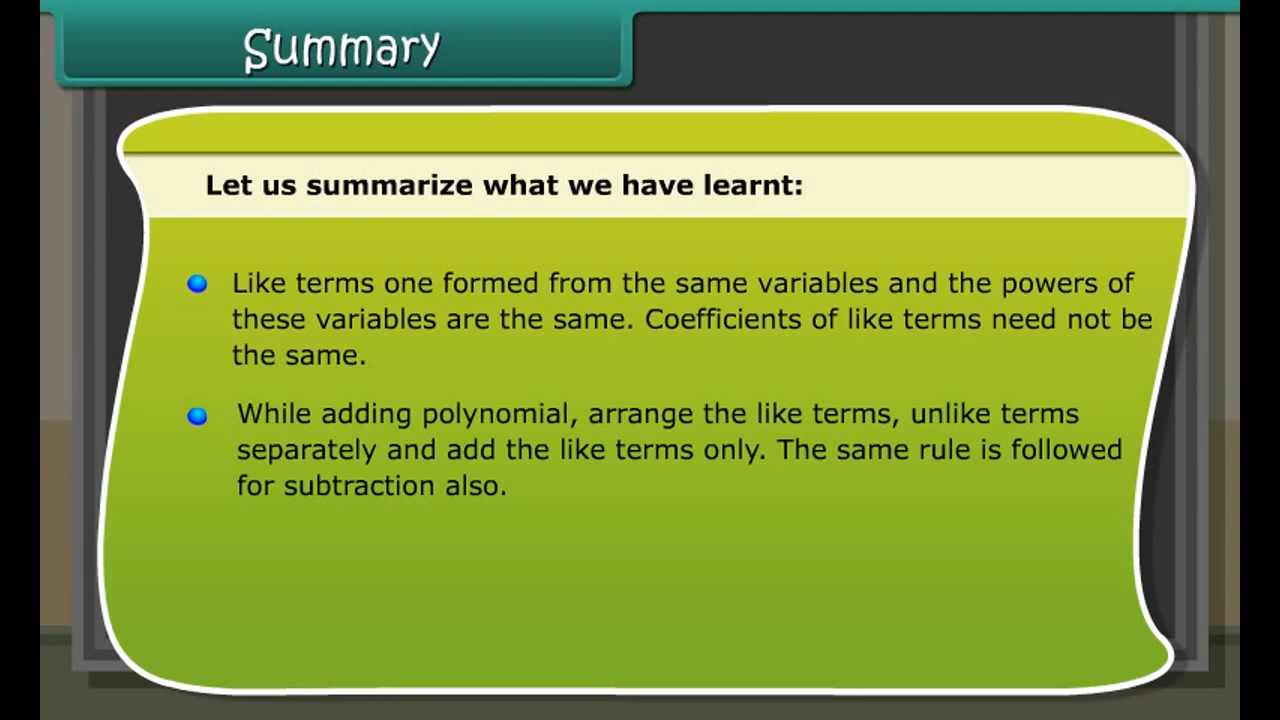 Summary
Let us summarize what we have learnt:
Like terms one formed from the same variables and the powers of
these variables are the same. Coefficients of like terms need not be
the same.
While adding polynomial, arrange the like terms, unlike terms
separately and add the like terms only. The same rule is followed
for subtraction also.